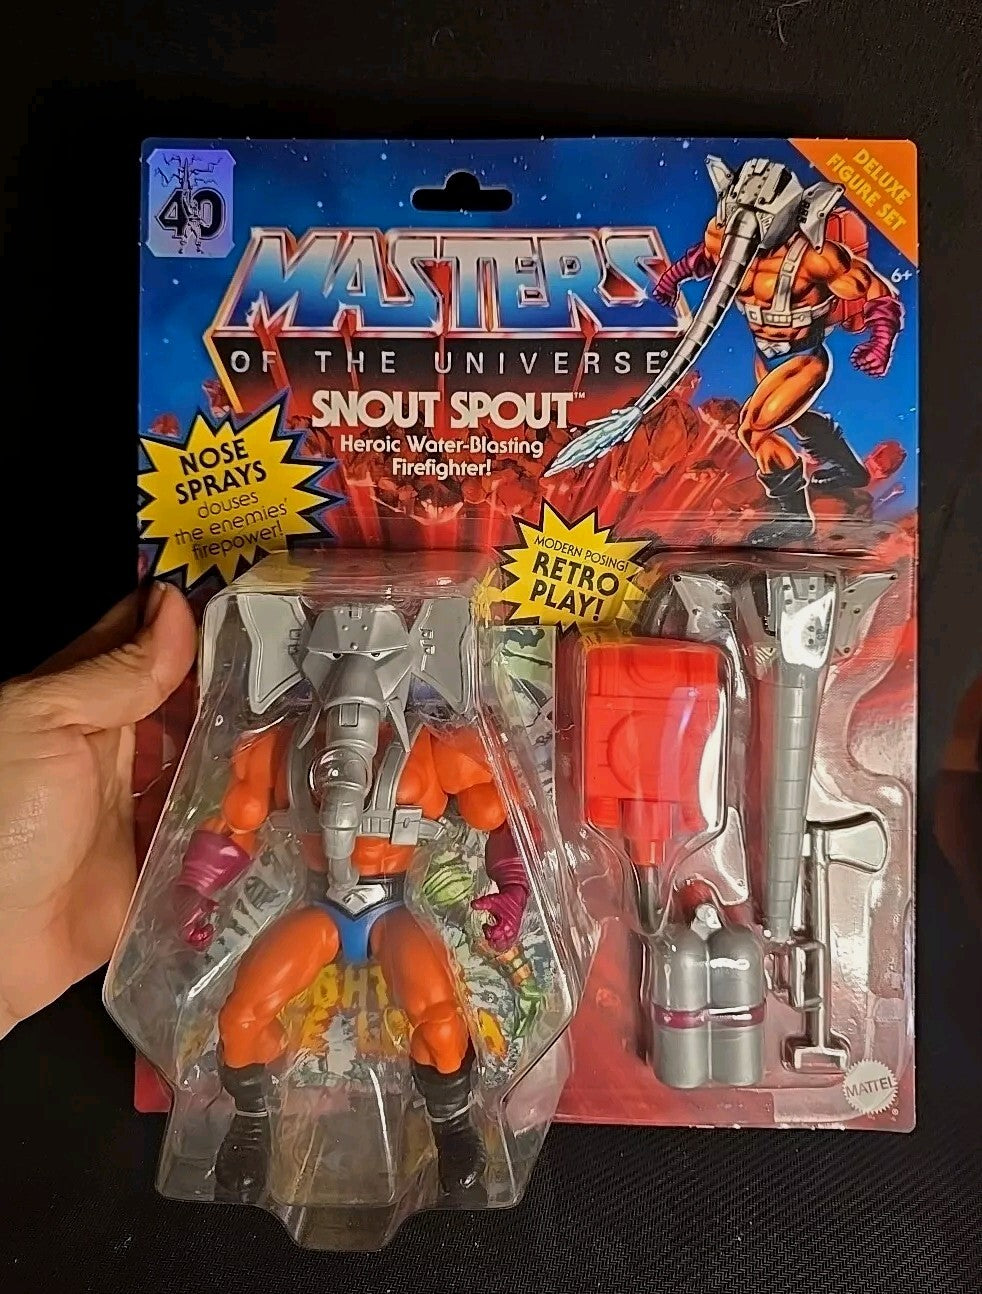 40
DELUXE
FIGURE SET
6+
MASTERS
OF THE UNIVERSE®
SNOUT SPOUT™
Heroic Water-Blasting
Firefighter!
NOSE
SPRAYS
douses
the enemies'
firepower!
MODERN POSING!
RETRO
PLAY!
MATTEL
®